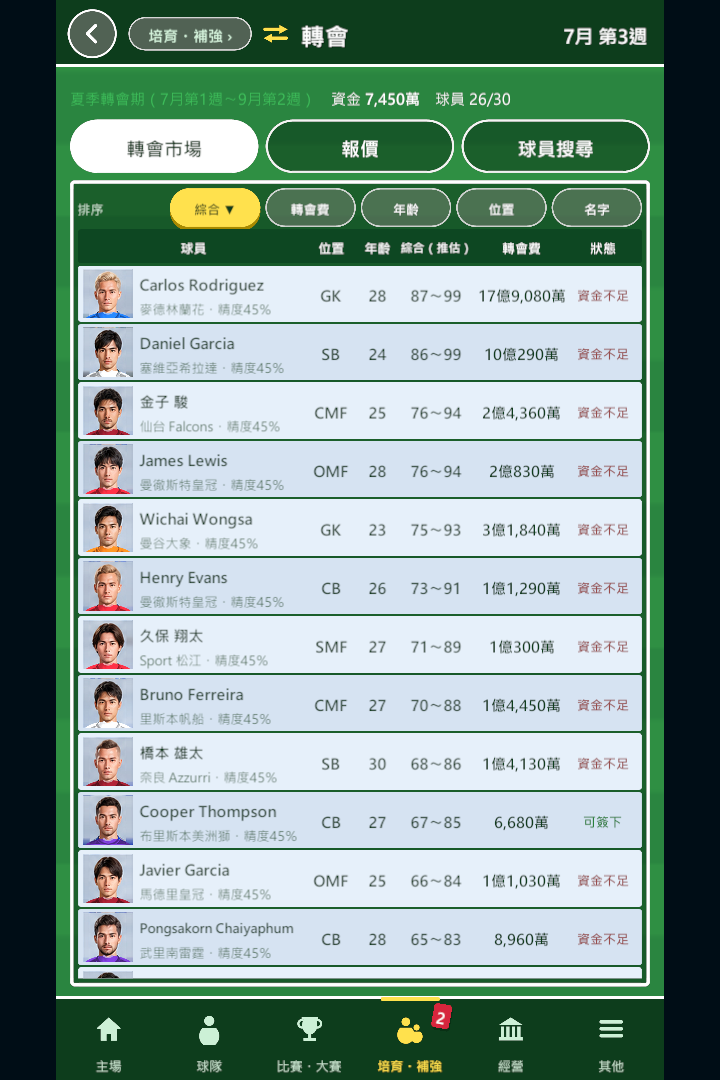 培育・補強 ›
轉會
7月 第3週
夏季轉會期（7月第1週～9月第2週） 資金 7,450萬 球員 26/30
轉會市場 報價 球員搜尋
排序 綜合 ▼ 轉會費 年齡 位置 名字
球員 位置 年齡 綜合（推估） 轉會費 狀態
Carlos Rodriguez
麥德林蘭花・精度45%
GK 28 87～99 17億9,080萬 資金不足
Daniel Garcia
塞維亞希拉達・精度45%
SB 24 86～99 10億290萬 資金不足
金子 駿
仙台 Falcons・精度45%
CMF 25 76～94 2億4,360萬 資金不足
James Lewis
曼徹斯特皇冠・精度45%
OMF 28 76～94 2億830萬 資金不足
Wichai Wongsa
曼谷大象・精度45%
GK 23 75～93 3億1,840萬 資金不足
Henry Evans
曼徹斯特皇冠・精度45%
CB 26 73～91 1億1,290萬 資金不足
久保 翔太
Sport 松江・精度45%
SMF 27 71～89 1億300萬 資金不足
Bruno Ferreira
里斯本帆船・精度45%
CMF 27 70～88 1億4,450萬 資金不足
橋本 雄太
奈良 Azzurri・精度45%
SB 30 68～86 1億4,130萬 資金不足
Cooper Thompson
布里斯本美洲獅・精度45%
CB 27 67～85 6,680萬 可簽下
Javier Garcia
馬德里皇冠・精度45%
OMF 25 66～84 1億1,030萬 資金不足
Pongsakorn Chaiyaphum
武里南雷霆・精度45%
CB 28 65～83 8,960萬 資金不足
2
主場 球隊 比賽・大賽 培育・補強 經營 其他